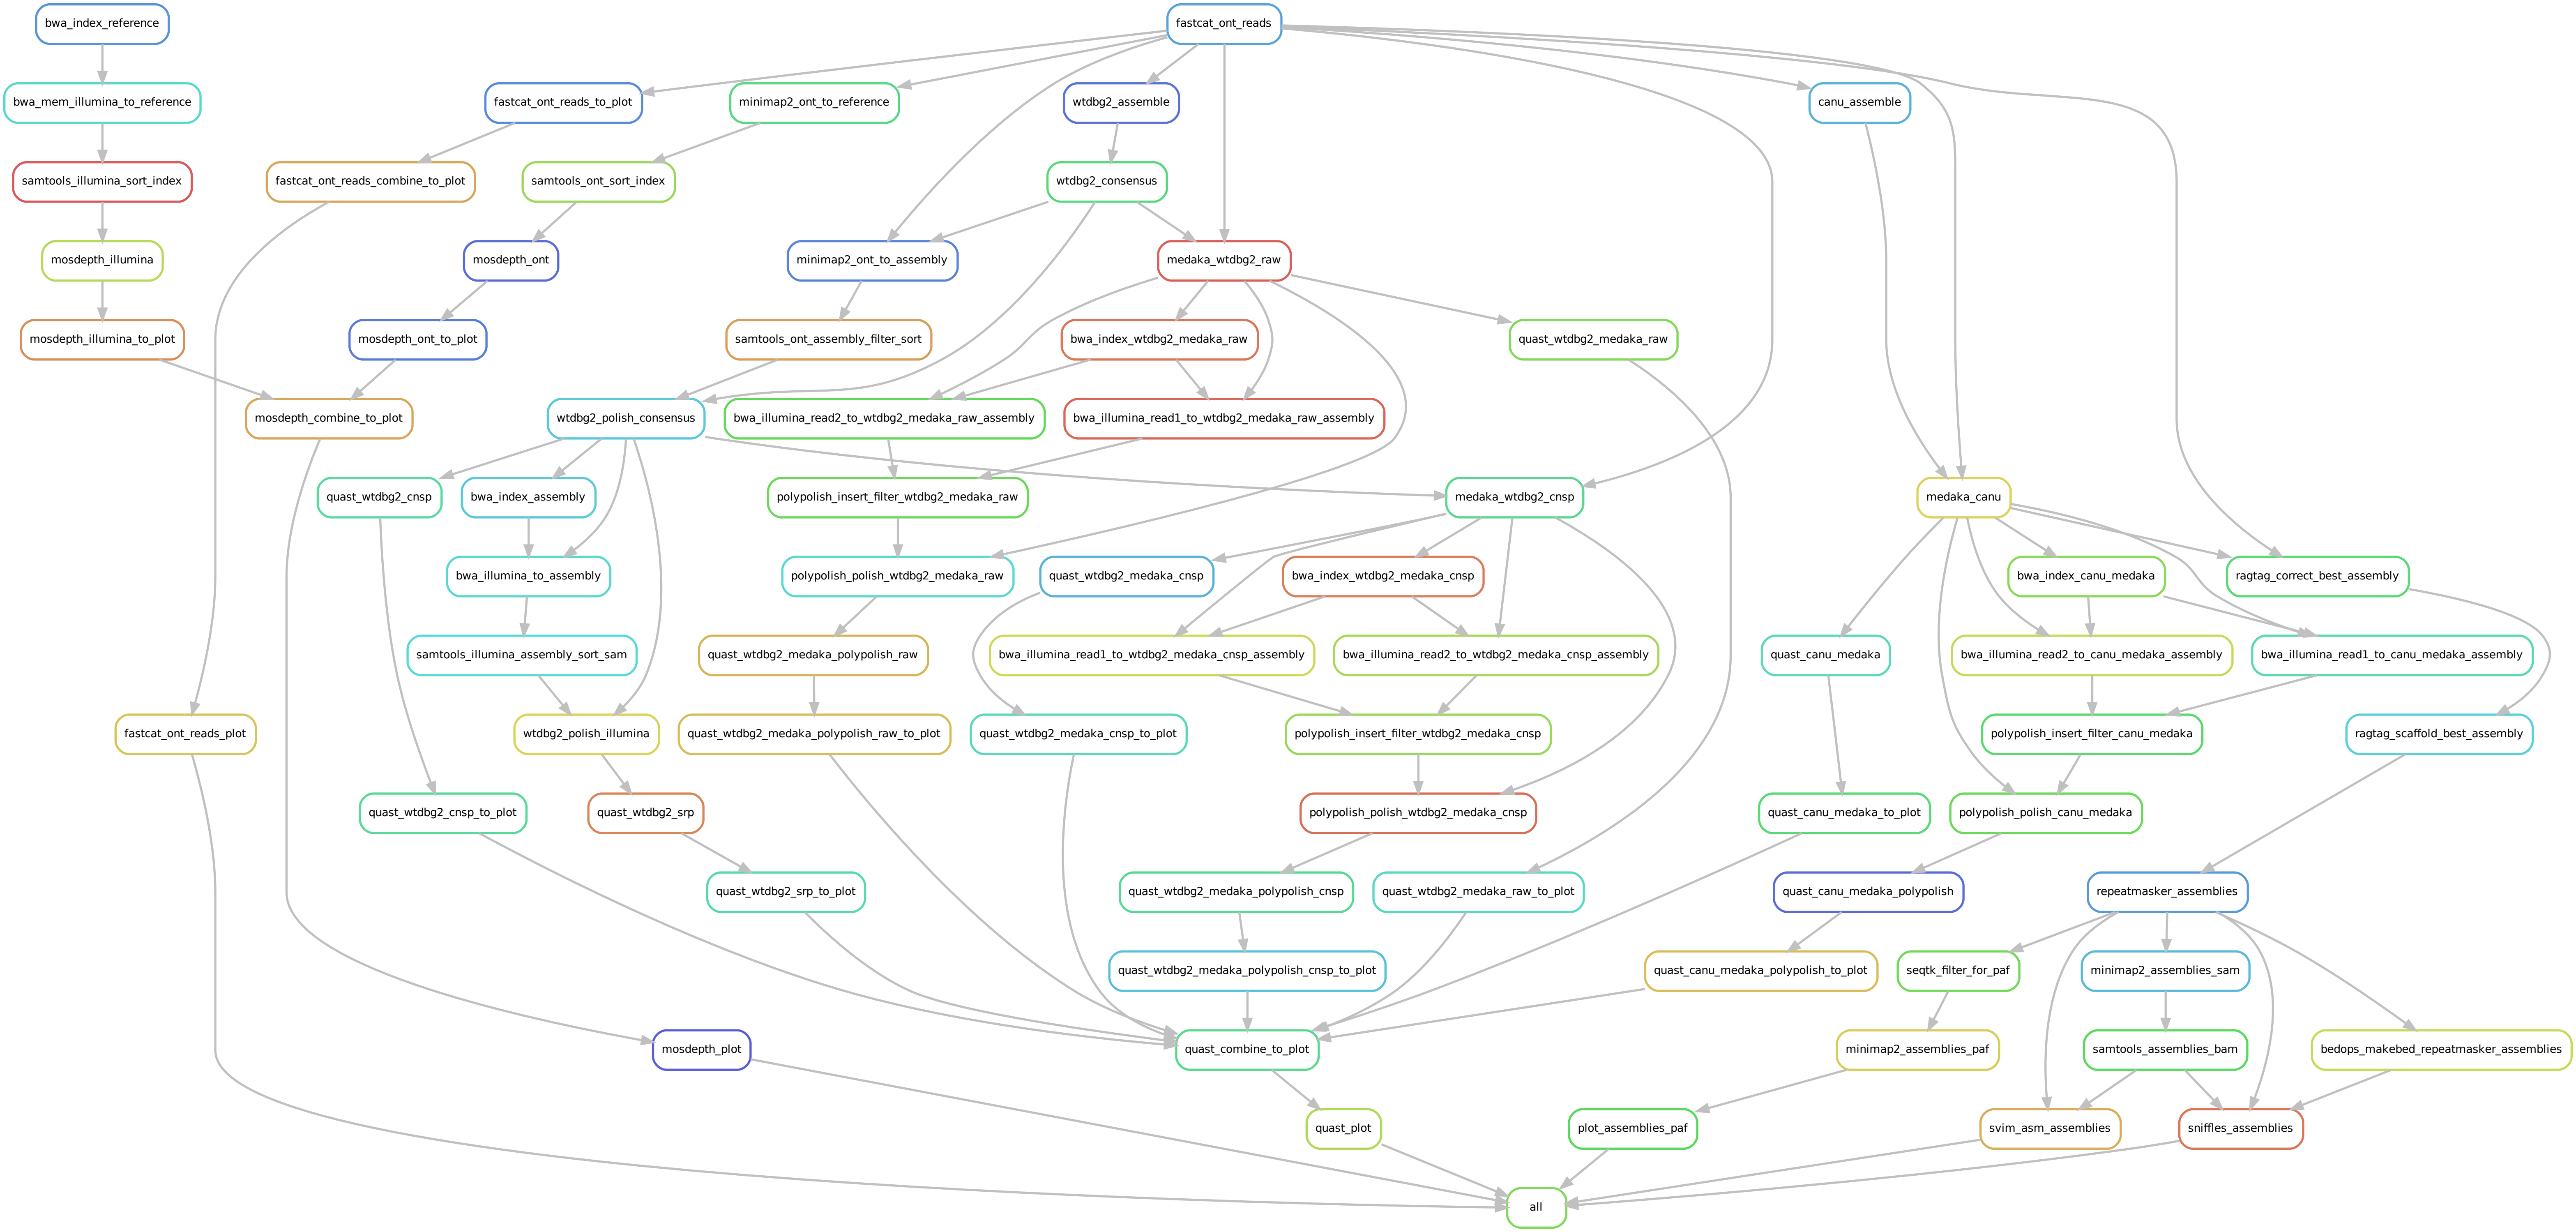 bwa_index_reference
fastcat_ont_reads
bwa_mem_illumina_to_reference
fastcat_ont_reads_to_plot
minimap2_ont_to_reference
wtdbg2_assemble
canu_assemble
samtools_illumina_sort_index
fastcat_ont_reads_combine_to_plot
samtools_ont_sort_index
wtdbg2_consensus
mosdepth_illumina
mosdepth_ont
minimap2_ont_to_assembly
medaka_wtdbg2_raw
mosdepth_illumina_to_plot
mosdepth_ont_to_plot
samtools_ont_assembly_filter_sort
bwa_index_wtdbg2_medaka_raw
quast_wtdbg2_medaka_raw
mosdepth_combine_to_plot
wtdbg2_polish_consensus
bwa_illumina_read2_to_wtdbg2_medaka_raw_assembly
bwa_illumina_read1_to_wtdbg2_medaka_raw_assembly
quast_wtdbg2_cnsp
bwa_index_assembly
polypolish_insert_filter_wtdbg2_medaka_raw
medaka_wtdbg2_cnsp
medaka_canu
bwa_illumina_to_assembly
polypolish_polish_wtdbg2_medaka_raw
quast_wtdbg2_medaka_cnsp
bwa_index_wtdbg2_medaka_cnsp
bwa_index_canu_medaka
ragtag_correct_best_assembly
samtools_illumina_assembly_sort_sam
quast_wtdbg2_medaka_polypolish_raw
bwa_illumina_read1_to_wtdbg2_medaka_cnsp_assembly
bwa_illumina_read2_to_wtdbg2_medaka_cnsp_assembly
quast_canu_medaka
bwa_illumina_read2_to_canu_medaka_assembly
bwa_illumina_read1_to_canu_medaka_assembly
fastcat_ont_reads_plot
wtdbg2_polish_illumina
quast_wtdbg2_medaka_polypolish_raw_to_plot
quast_wtdbg2_medaka_cnsp_to_plot
polypolish_insert_filter_wtdbg2_medaka_cnsp
polypolish_insert_filter_canu_medaka
ragtag_scaffold_best_assembly
quast_wtdbg2_cnsp_to_plot
quast_wtdbg2_srp
polypolish_polish_wtdbg2_medaka_cnsp
quast_canu_medaka_to_plot
polypolish_polish_canu_medaka
quast_wtdbg2_srp_to_plot
quast_wtdbg2_medaka_polypolish_cnsp
quast_wtdbg2_medaka_raw_to_plot
quast_canu_medaka_polypolish
repeatmasker_assemblies
quast_wtdbg2_medaka_polypolish_cnsp_to_plot
quast_canu_medaka_polypolish_to_plot
seqtk_filter_for_paf
minimap2_assemblies_sam
mosdepth_plot
quast_combine_to_plot
minimap2_assemblies_paf
samtools_assemblies_bam
bedops_makebed_repeatmasker_assemblies
quast_plot
plot_assemblies_paf
svim_asm_assemblies
sniffles_assemblies
all